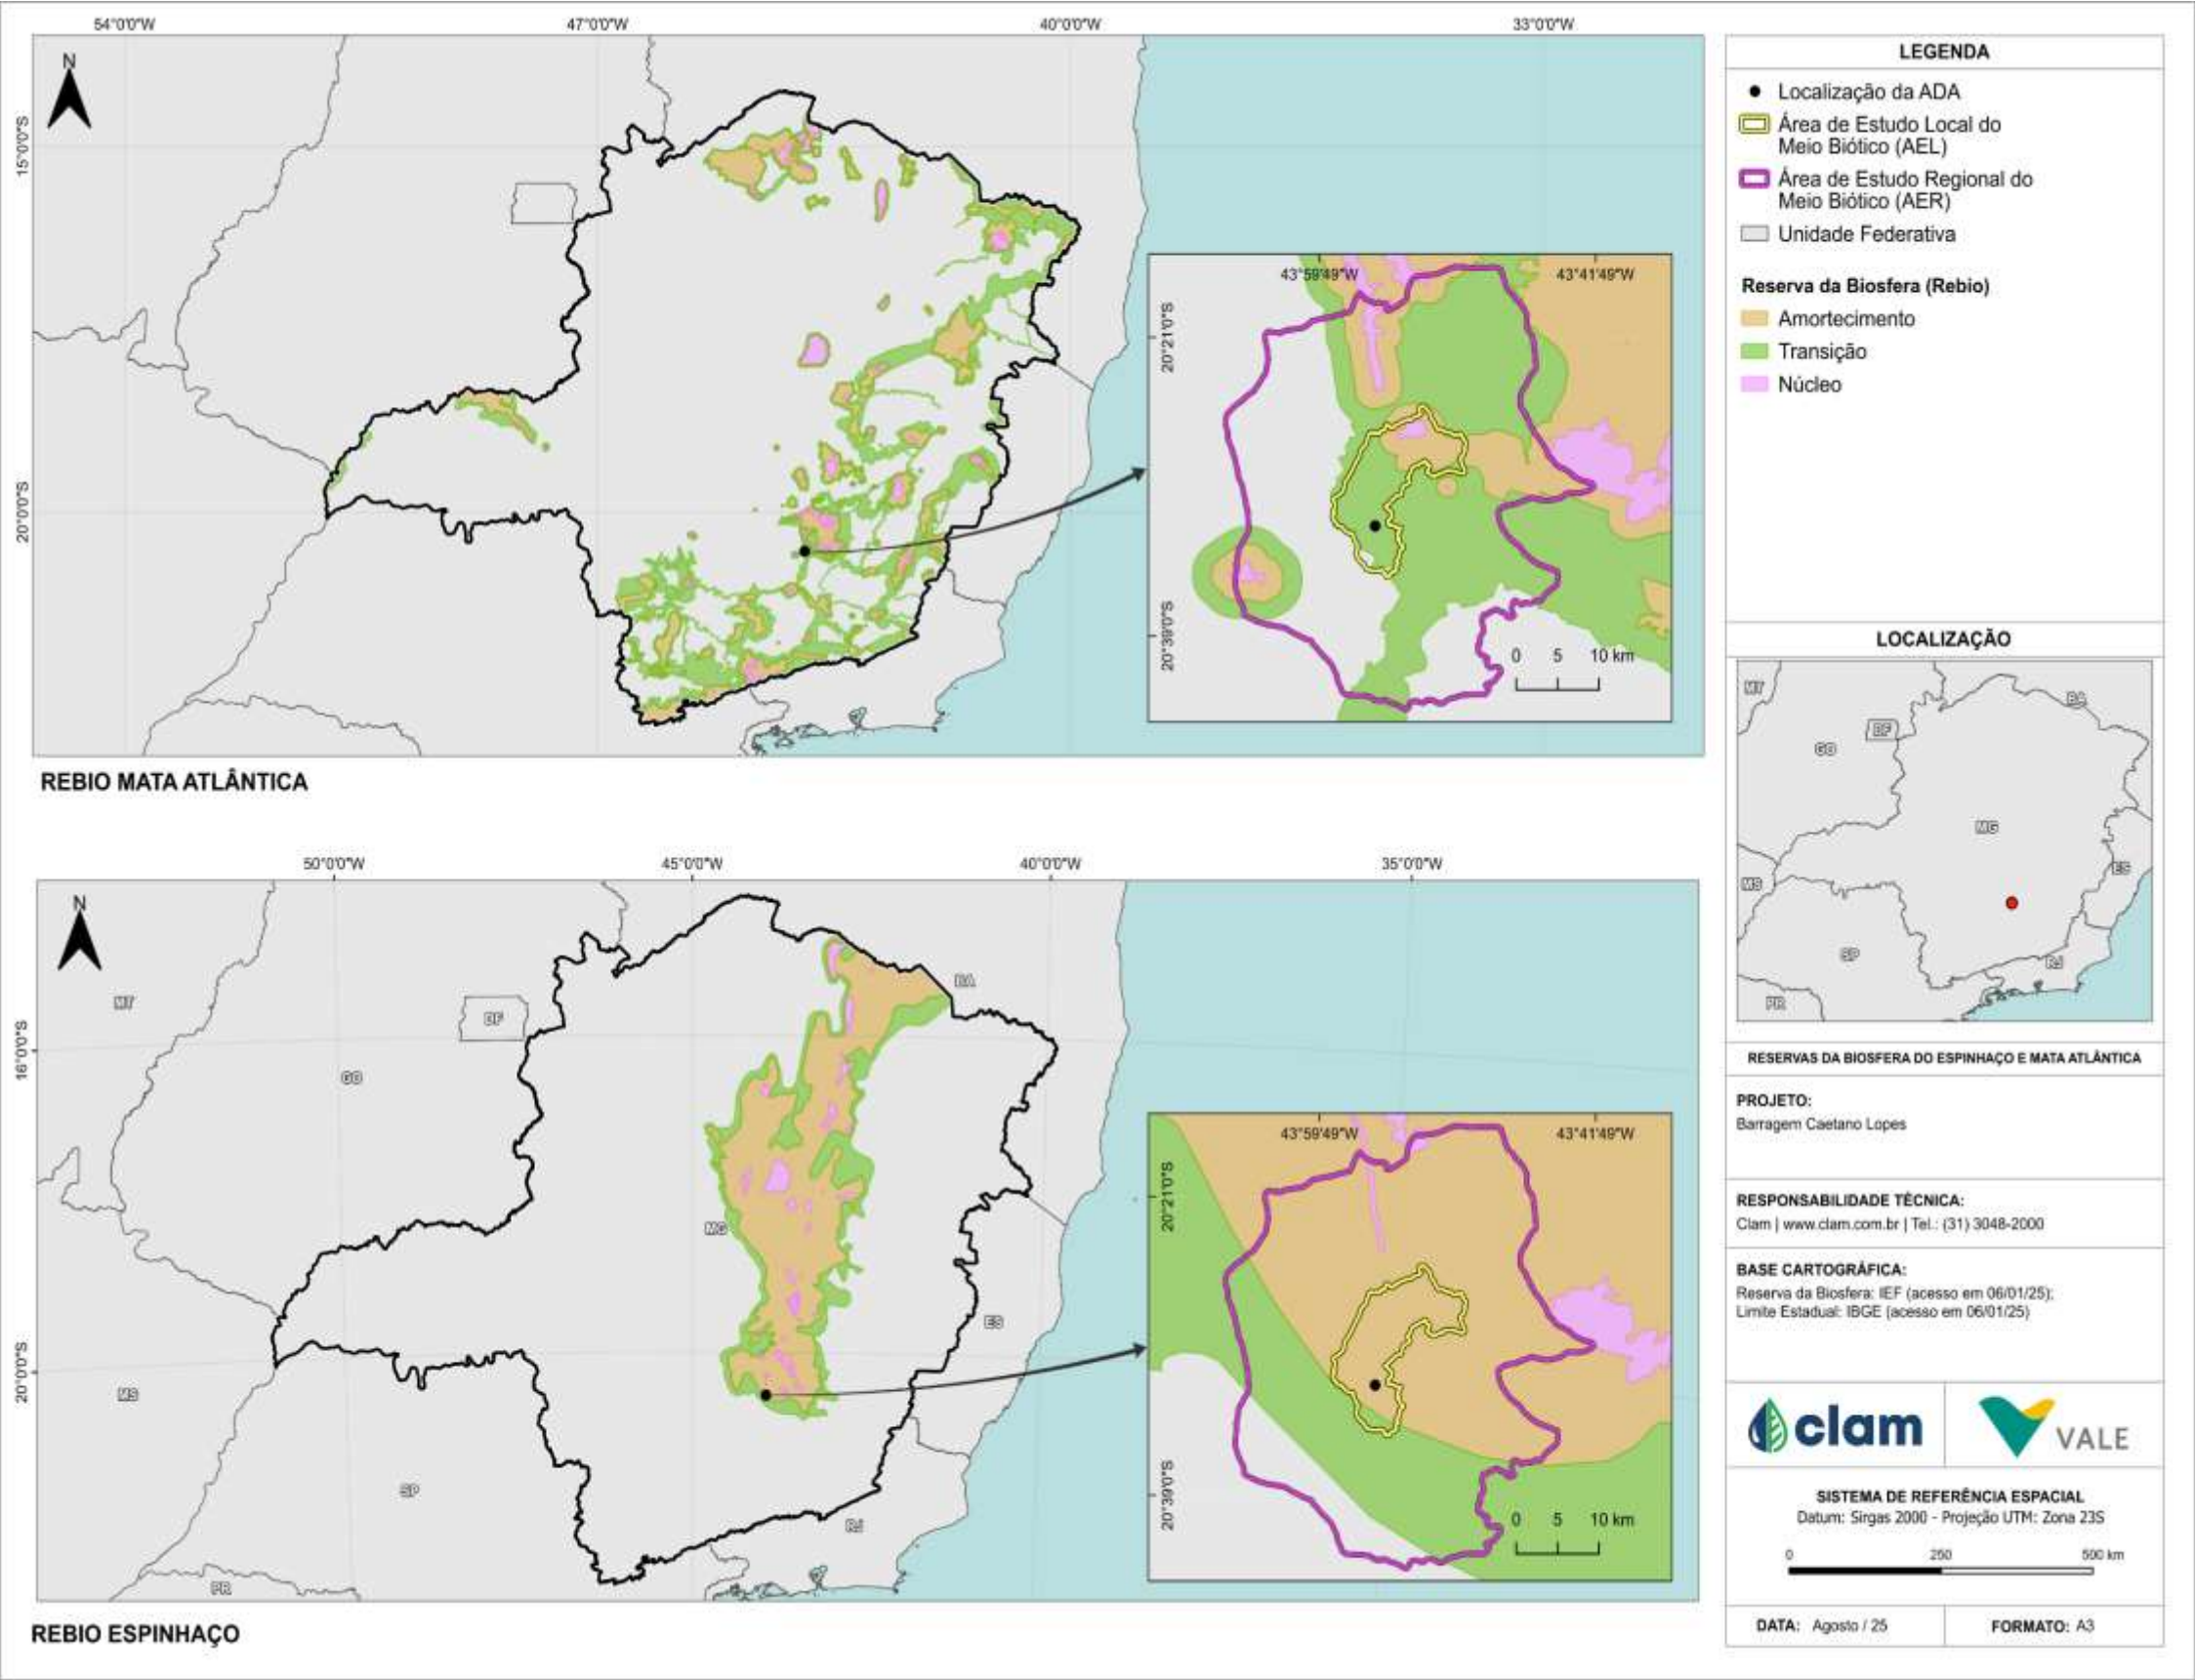 54°0'0"W 47°0'0"W 40°0'0"W 33°0'0"W
N
15°0'0"S
20°0'0"S
43°59'49"W 43°41'49"W
20°21'0"S
20°39'0"S
0 5 10 km
REBIO MATA ATLÂNTICA
50°0'0"W 45°0'0"W 40°0'0"W 35°0'0"W
N
16°0'0"S
20°0'0"S
MT
DF
GO
BA
MG
ES
MS
SP
RJ
PR
43°59'49"W 43°41'49"W
20°21'0"S
20°39'0"S
0 5 10 km
REBIO ESPINHAÇO
LEGENDA
Localização da ADA
Área de Estudo Local do
Meio Biótico (AEL)
Área de Estudo Regional do
Meio Biótico (AER)
Unidade Federativa
Reserva da Biosfera (Rebio)
Amortecimento
Transição
Núcleo
LOCALIZAÇÃO
MT
BA
DF
GO
MG
ES
MS
SP
RJ
PR
RESERVAS DA BIOSFERA DO ESPINHAÇO E MATA ATLÂNTICA
PROJETO:
Barragem Caetano Lopes
RESPONSABILIDADE TÉCNICA:
Clam | www.clam.com.br | Tel.: (31) 3048-2000
BASE CARTOGRÁFICA:
Reserva da Biosfera: IEF (acesso em 06/01/25);
Limite Estadual: IBGE (acesso em 06/01/25)
clam
VALE
SISTEMA DE REFERÊNCIA ESPACIAL
Datum: Sirgas 2000 - Projeção UTM: Zona 23S
0 250 500 km
DATA: Agosto / 25
FORMATO: A3